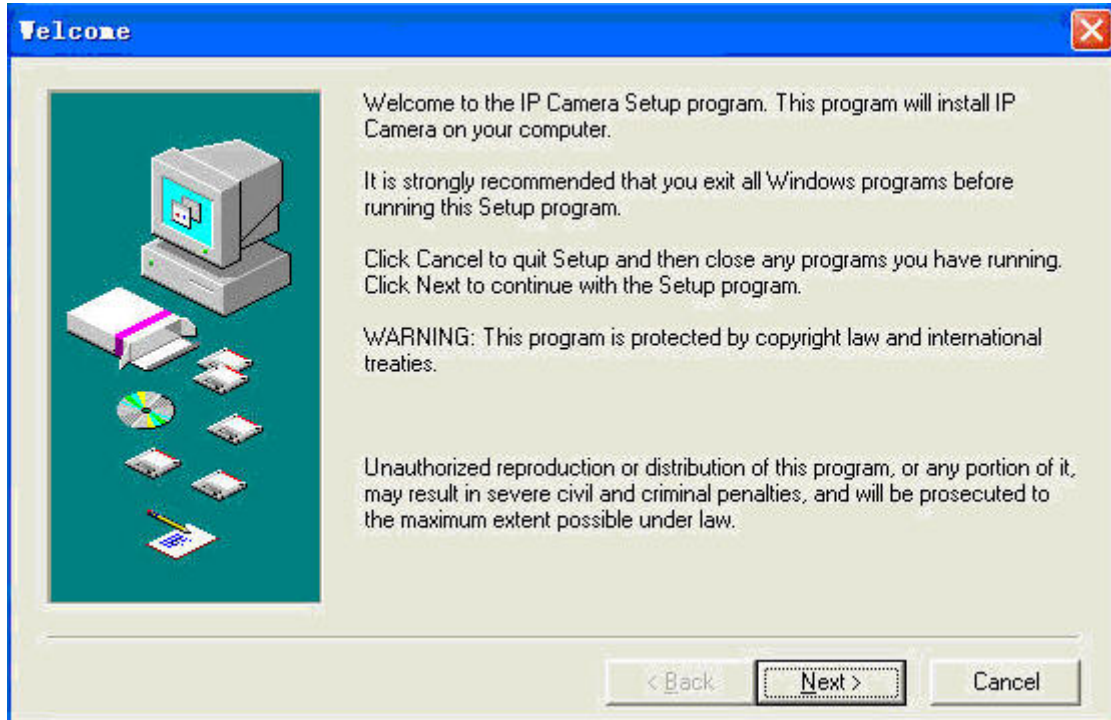 Welcome
Welcome to the IP Camera Setup program. This program will install IP
Camera on your computer.
It is strongly recommended that you exit all Windows programs before
running this Setup program.
Click Cancel to quit Setup and then close any programs you have running.
Click Next to continue with the Setup program.
WARNING: This program is protected by copyright law and international
treaties.
Unauthorized reproduction or distribution of this program, or any portion of it,
may result in severe civil and criminal penalties, and will be prosecuted to
the maximum extent possible under law.
< Back Next > Cancel